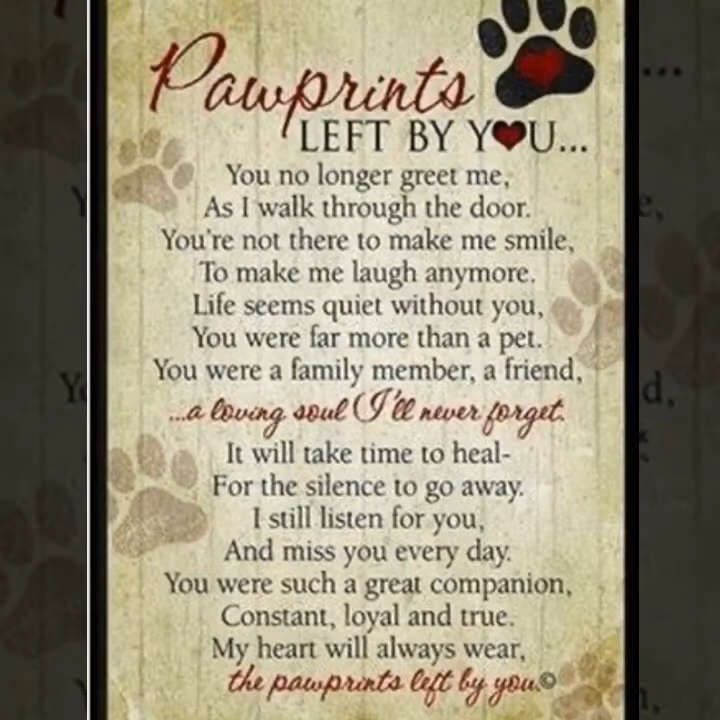 Pawprints
LEFT BY Y♥U...
You no longer greet me,
As I walk through the door.
You're not there to make me smile,
To make me laugh anymore.
Life seems quiet without you,
You were far more than a pet.
You were a family member, a friend,
...a loving soul I'll never forget.
It will take time to heal-
For the silence to go away.
I still listen for you,
And miss you every day.
You were such a great companion,
Constant, loyal and true.
My heart will always wear,
the pawprints left by you.©